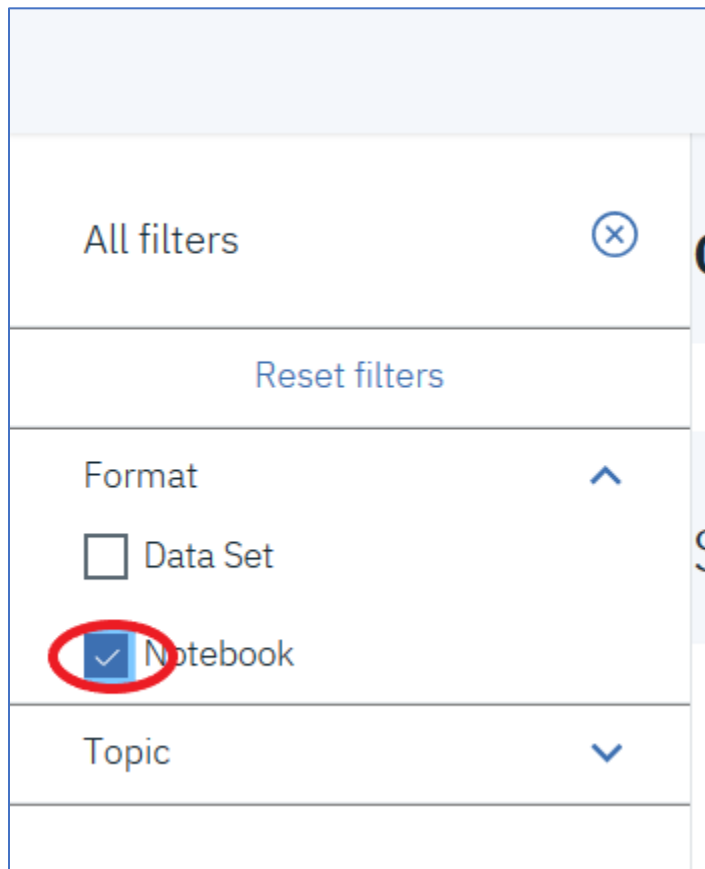 All filters
Reset filters
Format
Data Set
Notebook
Topic